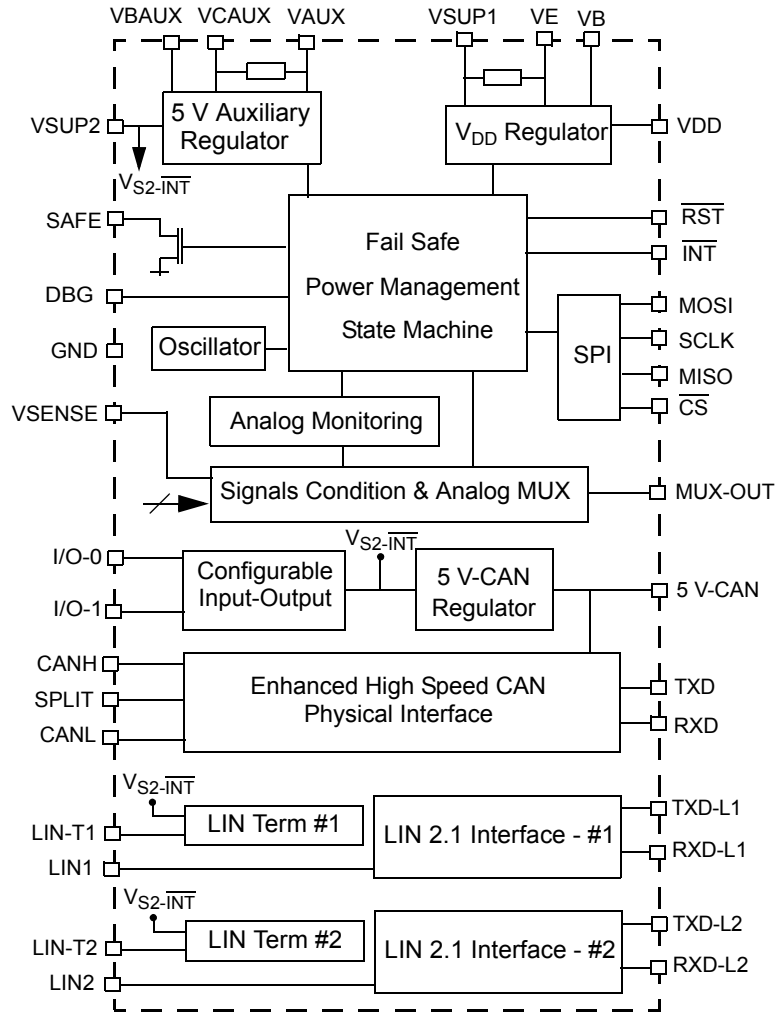 VBAUX VCAUX VAUX VSUP1 VE VB
5 V Auxiliary
Regulator
VDD Regulator
VSUP2
VDD
VS2-INT
SAFE
RST
Fail Safe
INT
Power Management
DBG
MOSI
State Machine
SCLK
GND
Oscillator
SPI
MISO
VSENSE
CS
Analog Monitoring
Signals Condition & Analog MUX
MUX-OUT
VS2-INT
I/O-0
Configurable
Input-Output
5 V-CAN
Regulator
5 V-CAN
I/O-1
CANH
Enhanced High Speed CAN
Physical Interface
TXD
SPLIT
RXD
CANL
VS2-INT
TXD-L1
LIN Term #1
LIN 2.1 Interface - #1
LIN-T1
RXD-L1
LIN1
VS2-INT
TXD-L2
LIN Term #2
LIN 2.1 Interface - #2
LIN-T2
RXD-L2
LIN2